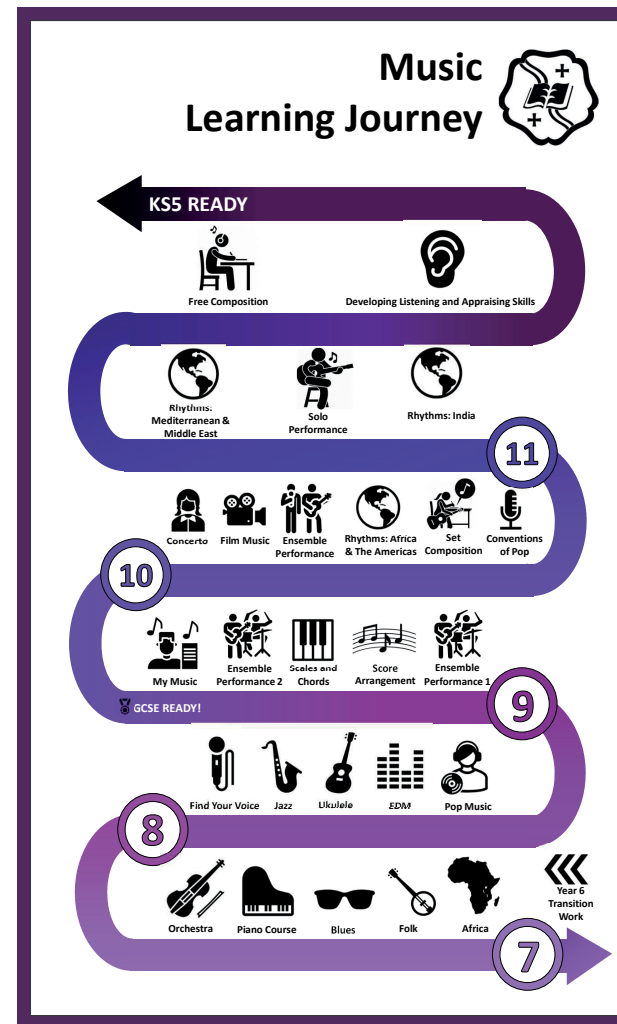 Music
Learning Journey
KS5 READY
Free Composition
Developing Listening and Appraising Skills
Rhythms:
Mediterranean &
Middle East
Solo
Performance
Rhythms: India
11
Concerto
Film Music
Ensemble
Performance
Rhythms: Africa
& The Americas
Set
Composition
Conventions
of Pop
10
My Music
Ensemble
Performance 2
Scales and
Chords
Score
Arrangement
Ensemble
Performance 1
GCSE READY!
9
Find Your Voice
Jazz
Ukulele
EDM
Pop Music
8
Orchestra
Piano Course
Blues
Folk
Africa
Year 6
Transition
Work
7